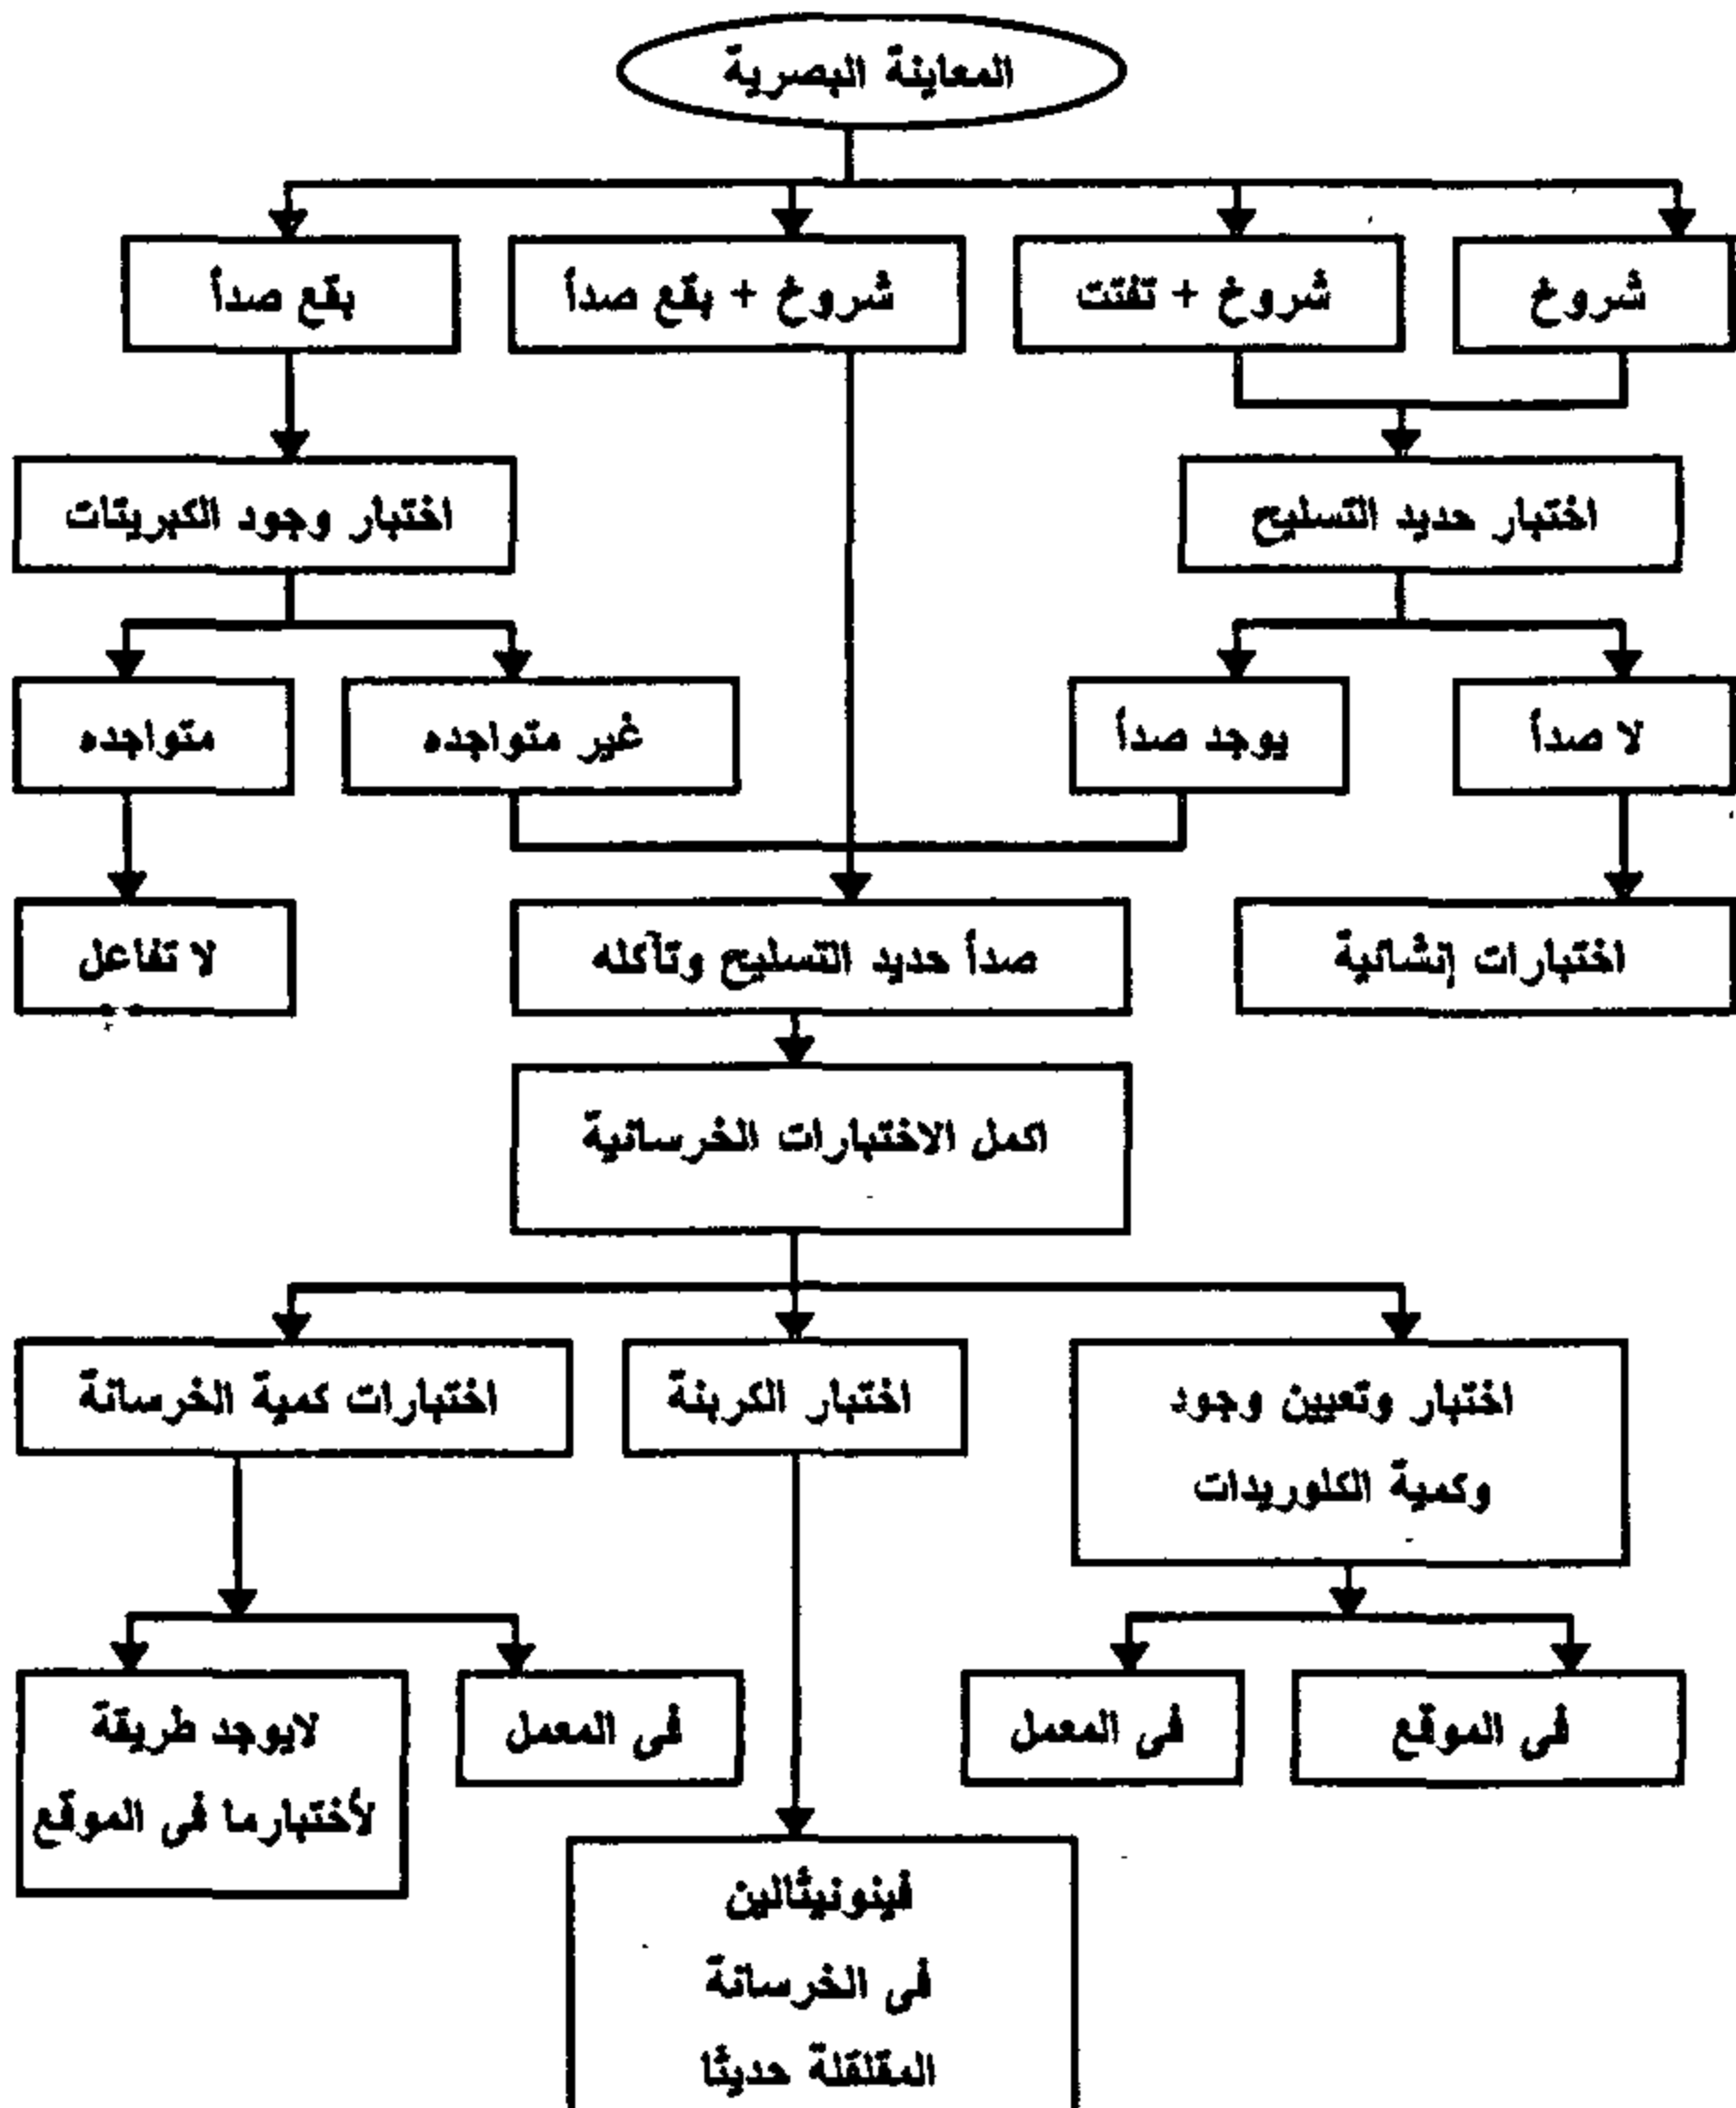 المعاينة البصرية
شروخ
شروخ + تفتت
شروخ + بقع صدأ
بقع صدأ
اختبار حديد التسليح
اختبار وجود الكبريتات
لا صدأ
يوجد صدأ
غير متواجده
متواجده
اختبارات إنشائية
صدأ حديد التسليح وتآكله
لا تفاعل
اكمل الاختبارات الخرسانية
اختبار وتعيين وجود
وكمية الكلوريدات
اختبار الكربنة
اختبارات كمية الخرسانة
فى الموقع
فى المعمل
فى المعمل
لايوجد طريقة
لأختبارما فى الموقع
فينونيثالين
فى الخرسانة
المقلقلة حديثا